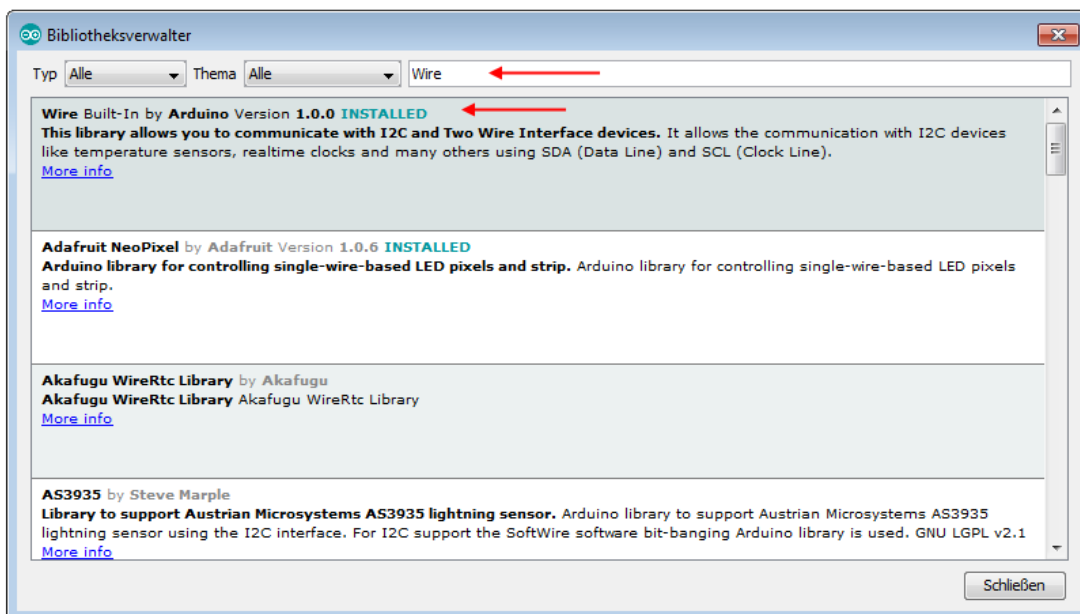 Bibliotheksverwalter
Typ Alle Thema Alle Wire
Wire Built-In by Arduino Version 1.0.0 INSTALLED
This library allows you to communicate with I2C and Two Wire Interface devices. It allows the communication with I2C devices
like temperature sensors, realtime clocks and many others using SDA (Data Line) and SCL (Clock Line).
More info
Adafruit NeoPixel by Adafruit Version 1.0.6 INSTALLED
Arduino library for controlling single-wire-based LED pixels and strip. Arduino library for controlling single-wire-based LED pixels
and strip.
More info
Akafugu WireRtc Library by Akafugu
Akafugu WireRtc Library Akafugu WireRtc Library
More info
AS3935 by Steve Marple
Library to support Austrian Microsystems AS3935 lightning sensor. Arduino library to support Austrian Microsystems AS3935
lightning sensor using the I2C interface. For I2C support the SoftWire software bit-banging Arduino library is used. GNU LGPL v2.1
More info
Schließen